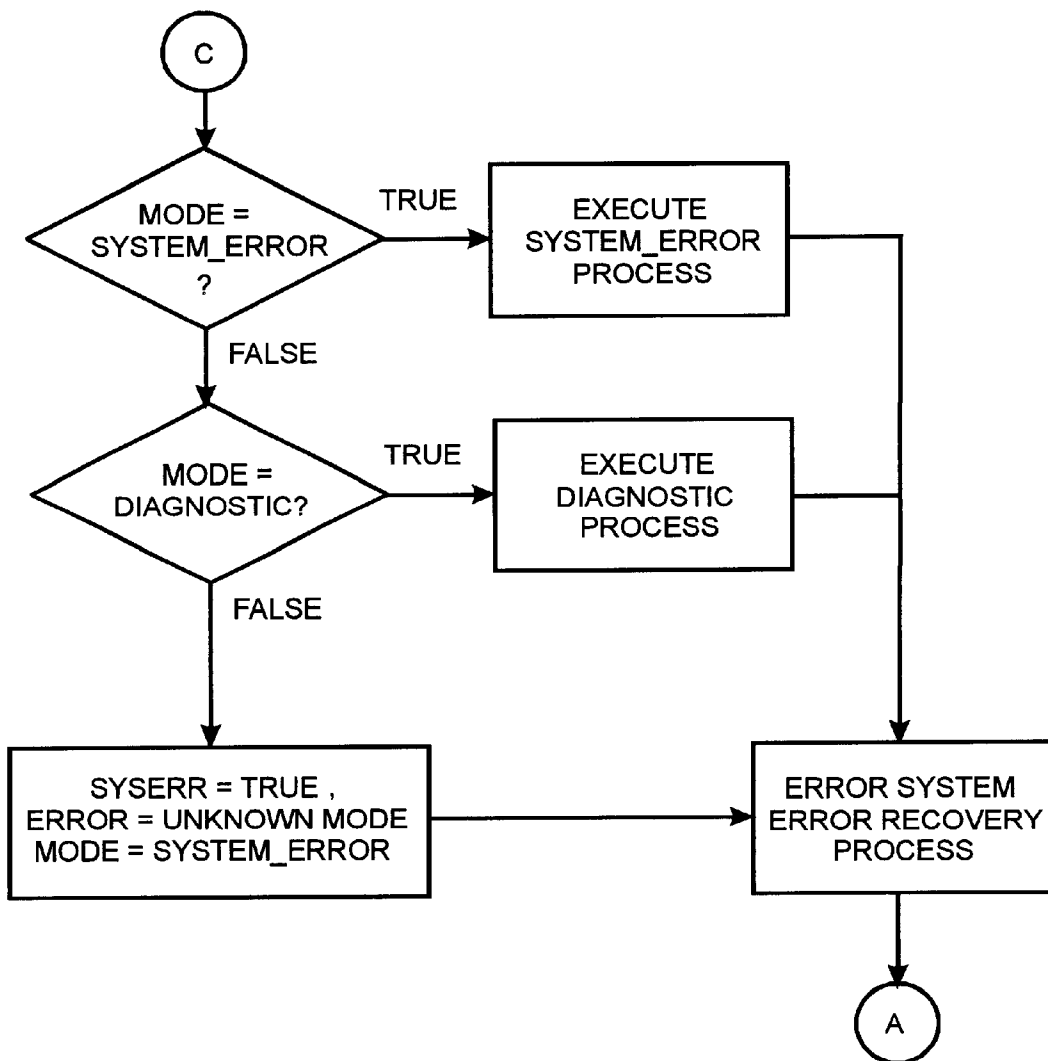 C
MODE =
SYSTEM_ERROR
?
TRUE
EXECUTE
SYSTEM_ERROR
PROCESS
FALSE
MODE =
DIAGNOSTIC?
TRUE
EXECUTE
DIAGNOSTIC
PROCESS
FALSE
SYSERR = TRUE ,
ERROR = UNKNOWN MODE
MODE = SYSTEM_ERROR
ERROR SYSTEM
ERROR RECOVERY
PROCESS
A